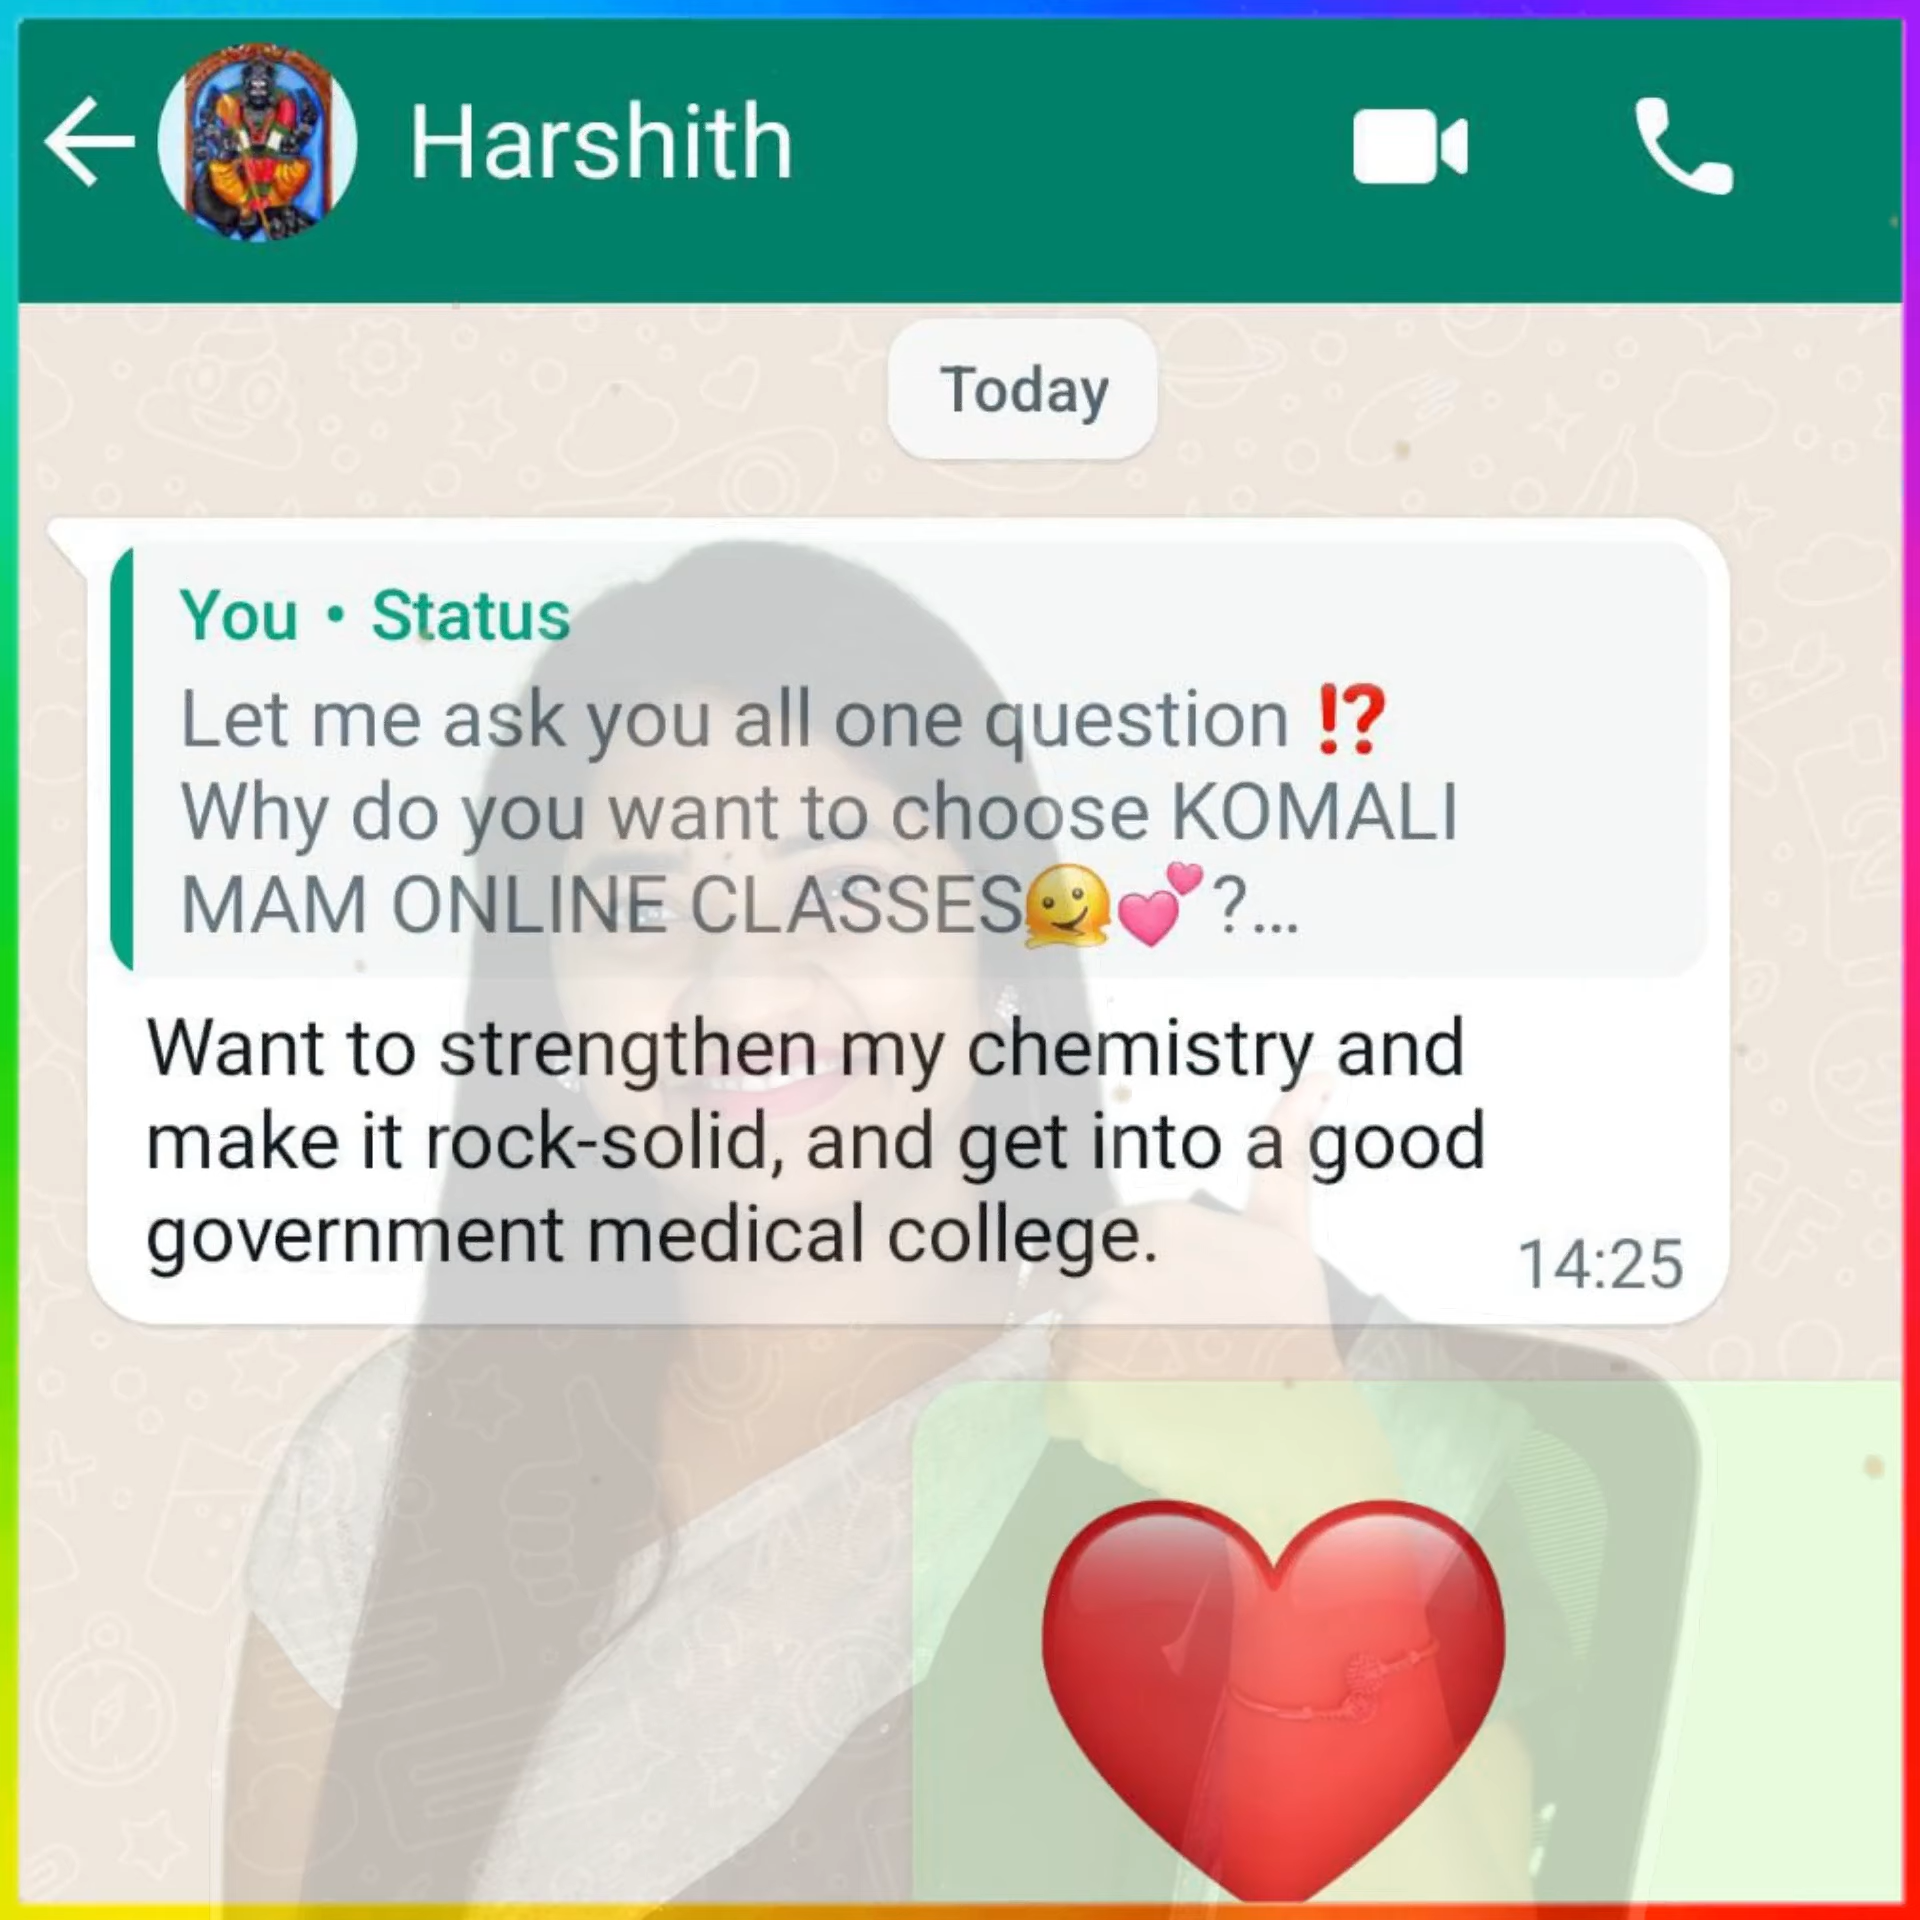 Harshith
Today
You • Status
Let me ask you all one question ⁉️
Why do you want to choose KOMALI
MAM ONLINE CLASSES🫠💕?...
Want to strengthen my chemistry and
make it rock-solid, and get into a good
government medical college.
14:25